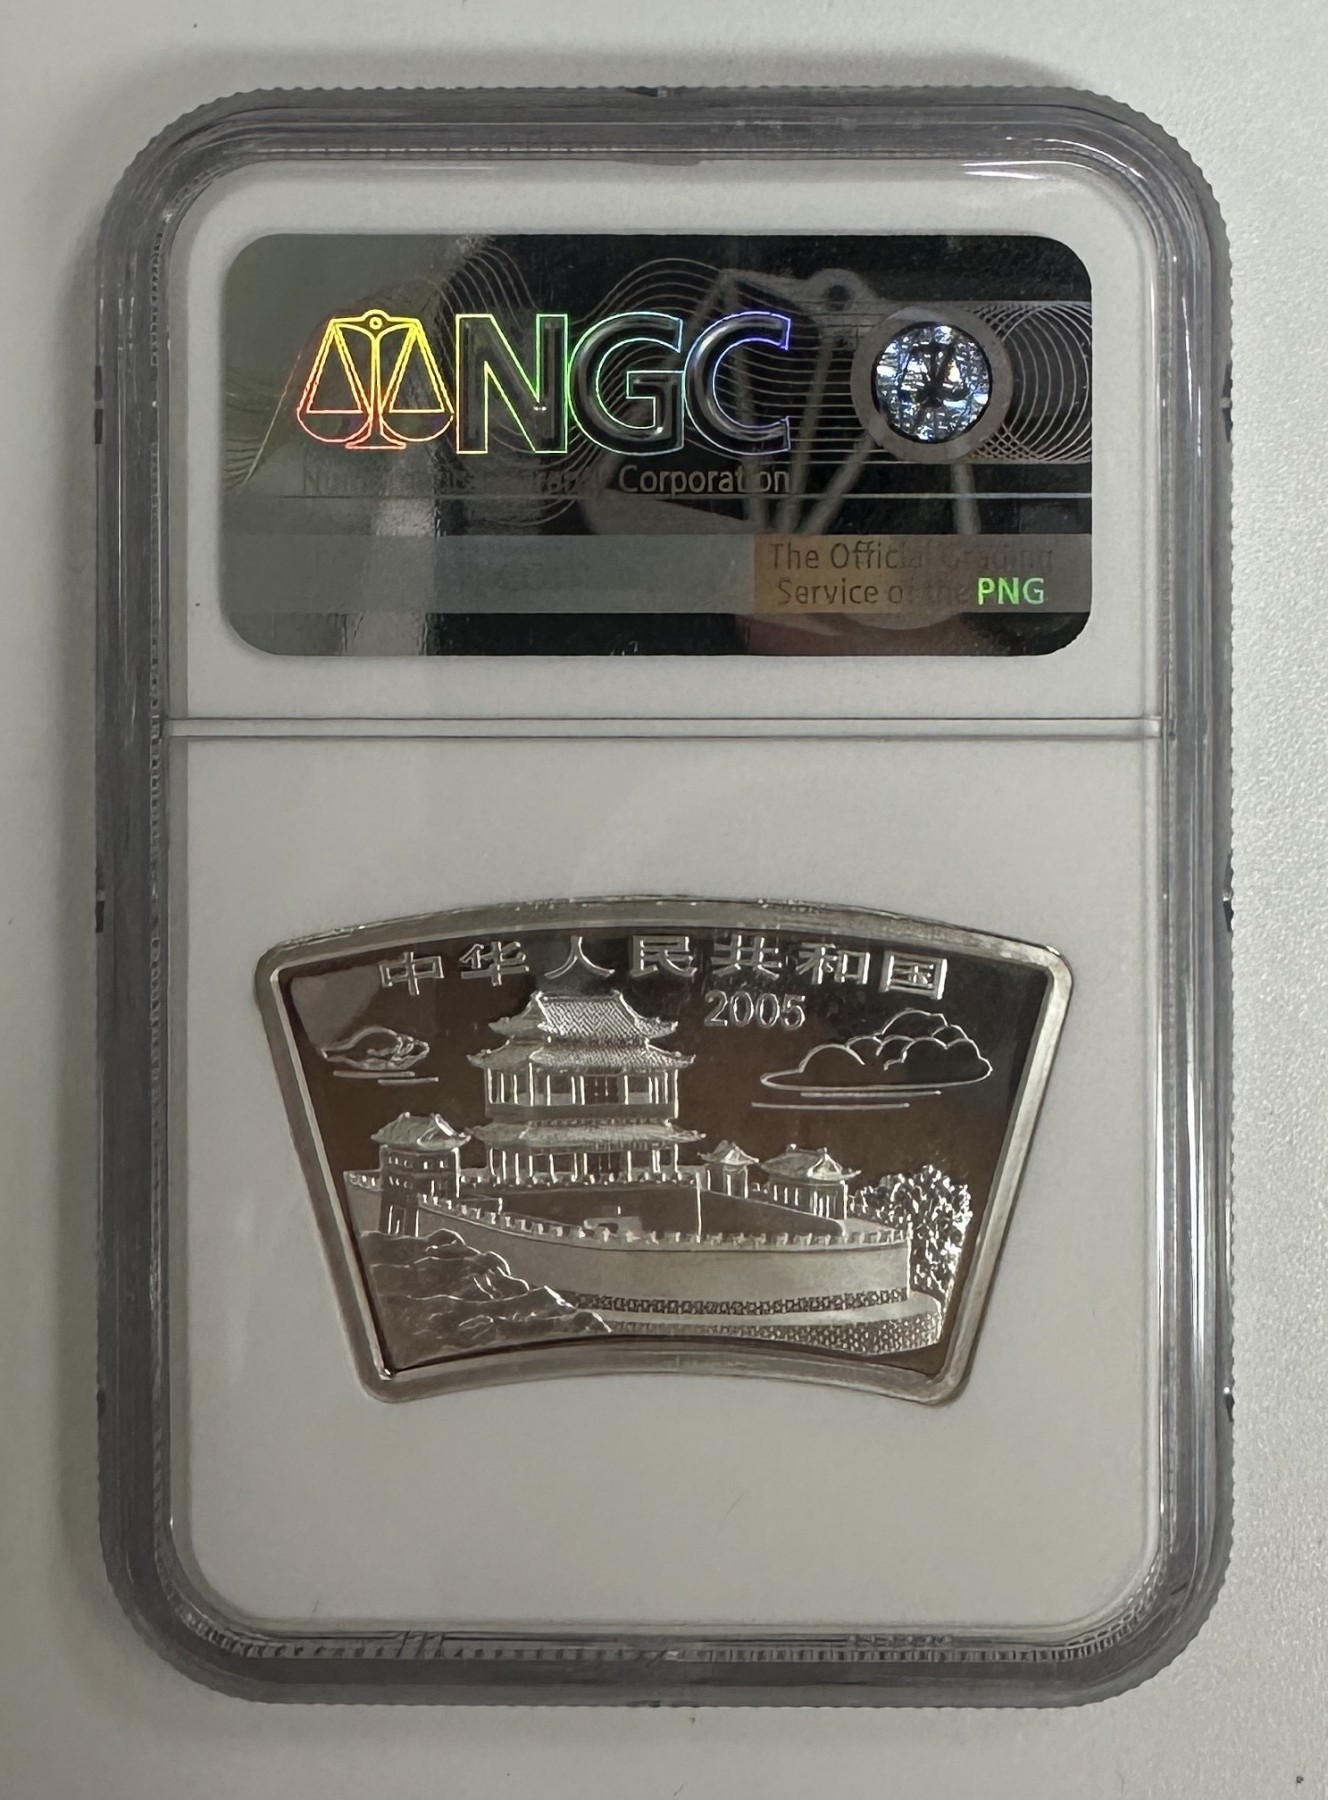 NGC
Corporation
The Official Grading
Service of the PNG
中华人民共和国
2005